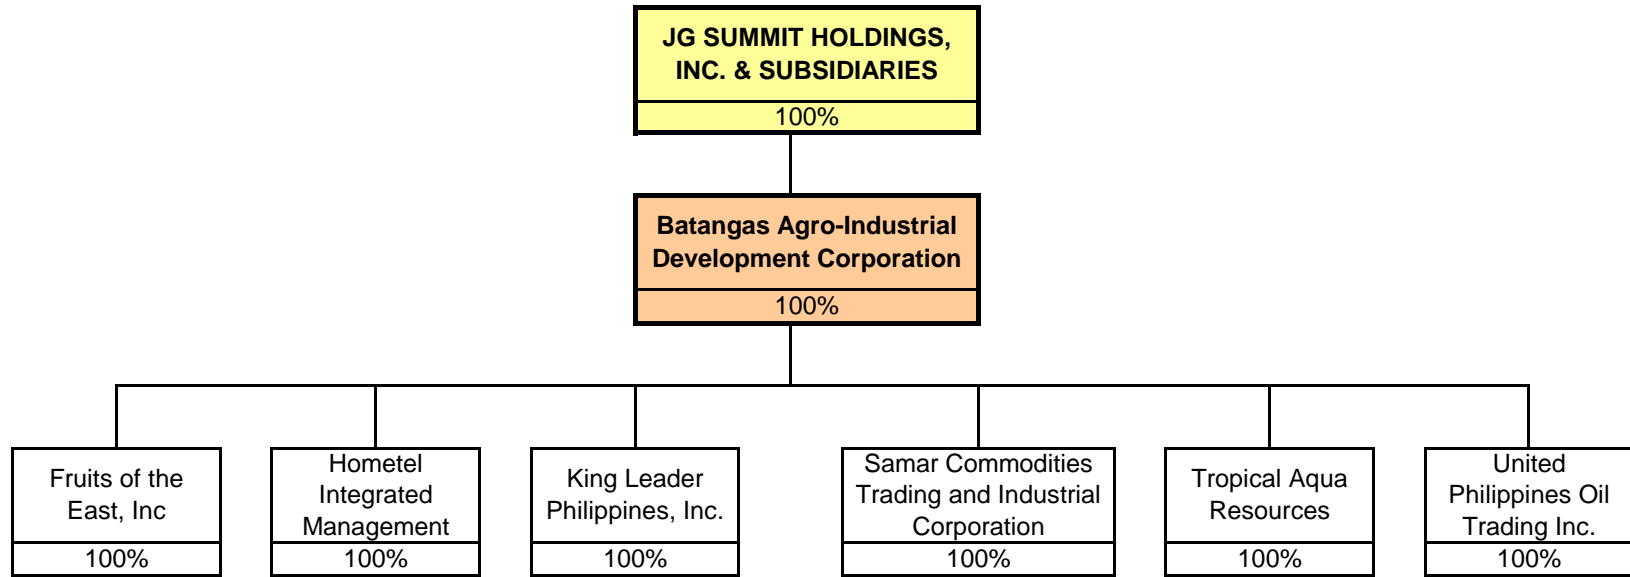 JG SUMMIT HOLDINGS,
INC. & SUBSIDIARIES
100%
Batangas Agro-Industrial
Development Corporation
100%
Fruits of the
East, Inc
100%
Hometel
Integrated
Management
100%
King Leader
Philippines, Inc.
100%
Samar Commodities
Trading and Industrial
Corporation
100%
Tropical Aqua
Resources
100%
United
Philippines Oil
Trading Inc.
100%